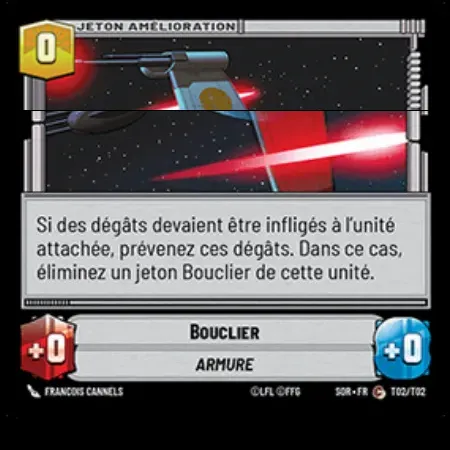 0
JETON AMÉLIORATION
Si des dégâts devaient être infligés à l'unité
attachée, prévenez ces dégâts. Dans ce cas,
éliminez un jeton Bouclier de cette unité.
BOUCLIER
+0
ARMURE
+0
FRANCOIS CANNELS ©LFL ©FFG SOR•FR C T02/T02